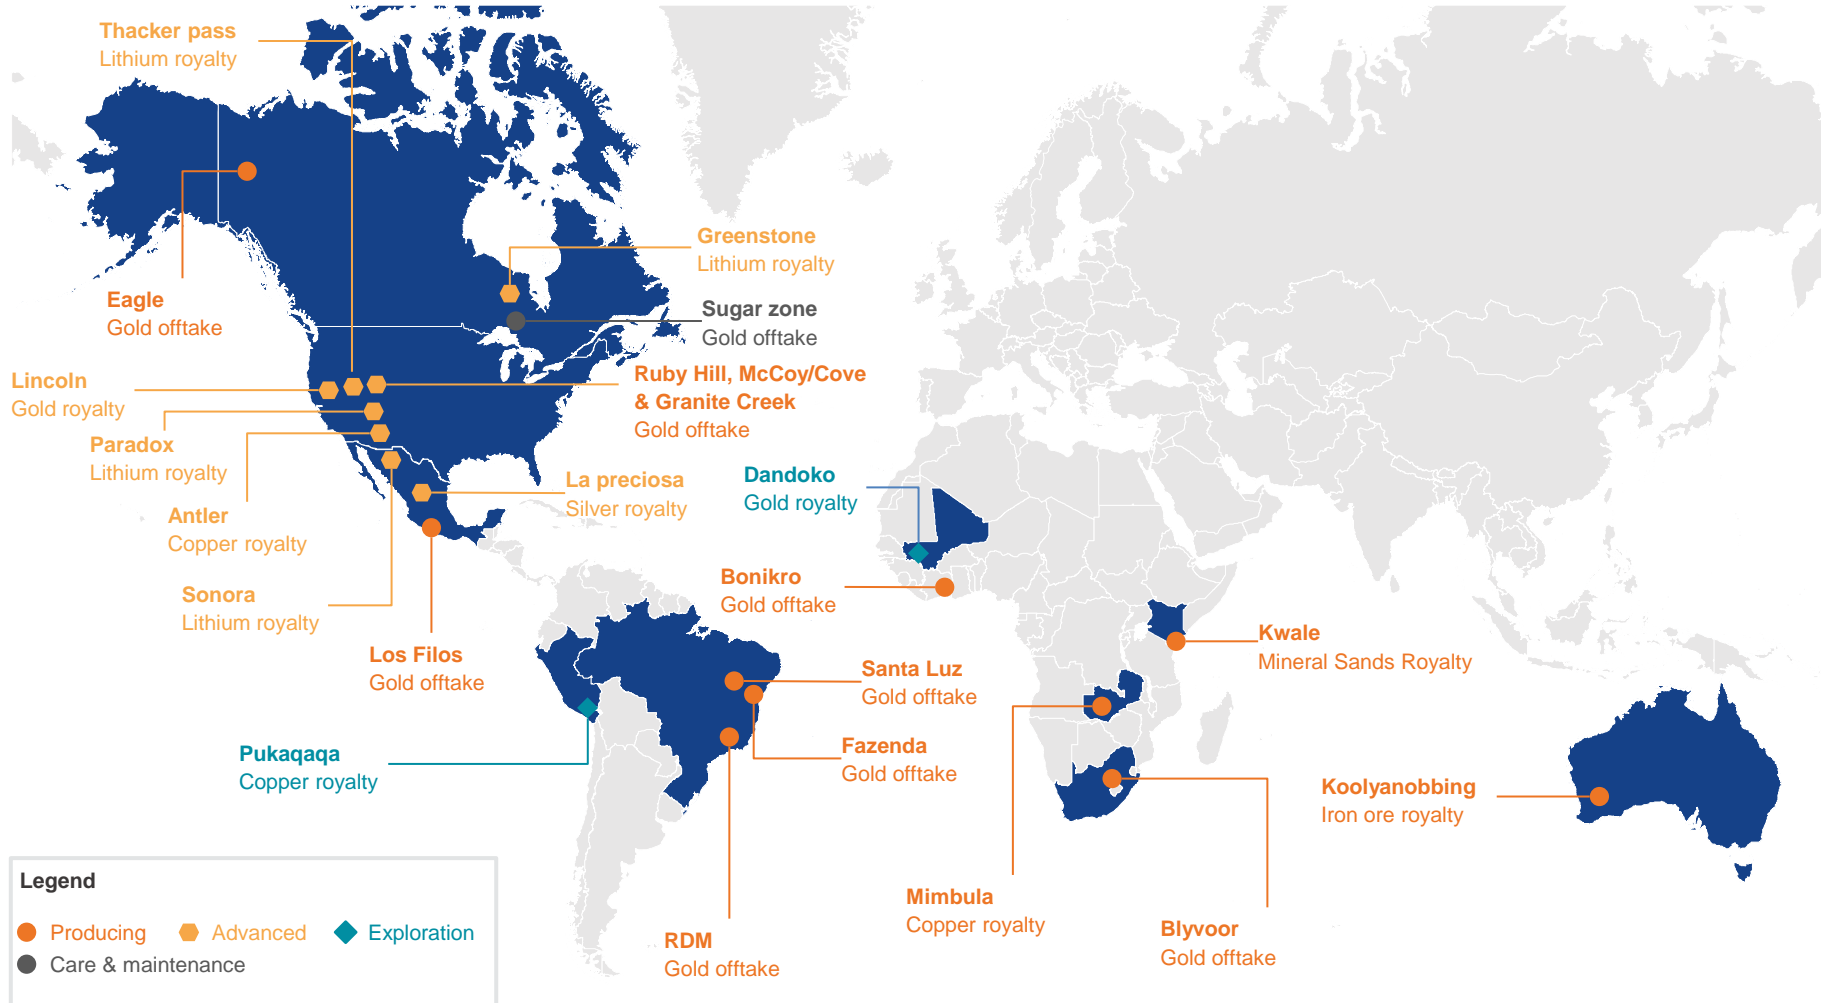 Thacker pass
Lithium royalty
Greenstone
Lithium royalty
Eagle
Gold offtake
Sugar zone
Gold offtake
Lincoln
Gold royalty
Ruby Hill, McCoy/Cove
& Granite Creek
Gold offtake
Paradox
Lithium royalty
La preciosa
Silver royalty
Dandoko
Gold royalty
Antler
Copper royalty
Bonikro
Gold offtake
Sonora
Lithium royalty
Kwale
Mineral Sands Royalty
Los Filos
Gold offtake
Santa Luz
Gold offtake
Pukaqaqa
Copper royalty
Fazenda
Gold offtake
Koolyanobbing
Iron ore royalty
Mimbula
Copper royalty
Blyvoor
Gold offtake
RDM
Gold offtake
Legend
Producing
Advanced
Exploration
Care & maintenance